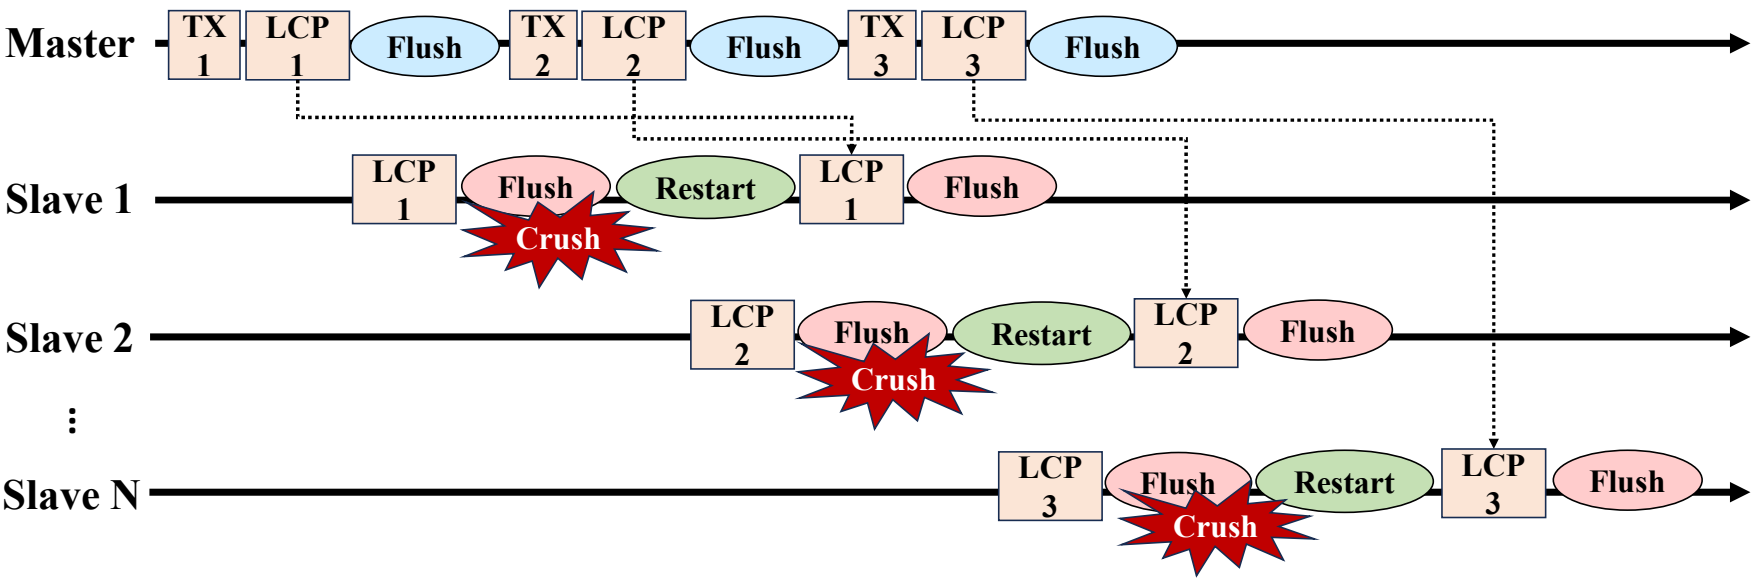 Master
TX
1
LCP
1
Flush
TX
2
LCP
2
Flush
TX
3
LCP
3
Flush
Slave 1
LCP
1
Flush
Crush
Restart
LCP
1
Flush
Slave 2
LCP
2
Flush
Crush
Restart
LCP
2
Flush
Slave N
LCP
3
Flush
Crush
Restart
LCP
3
Flush